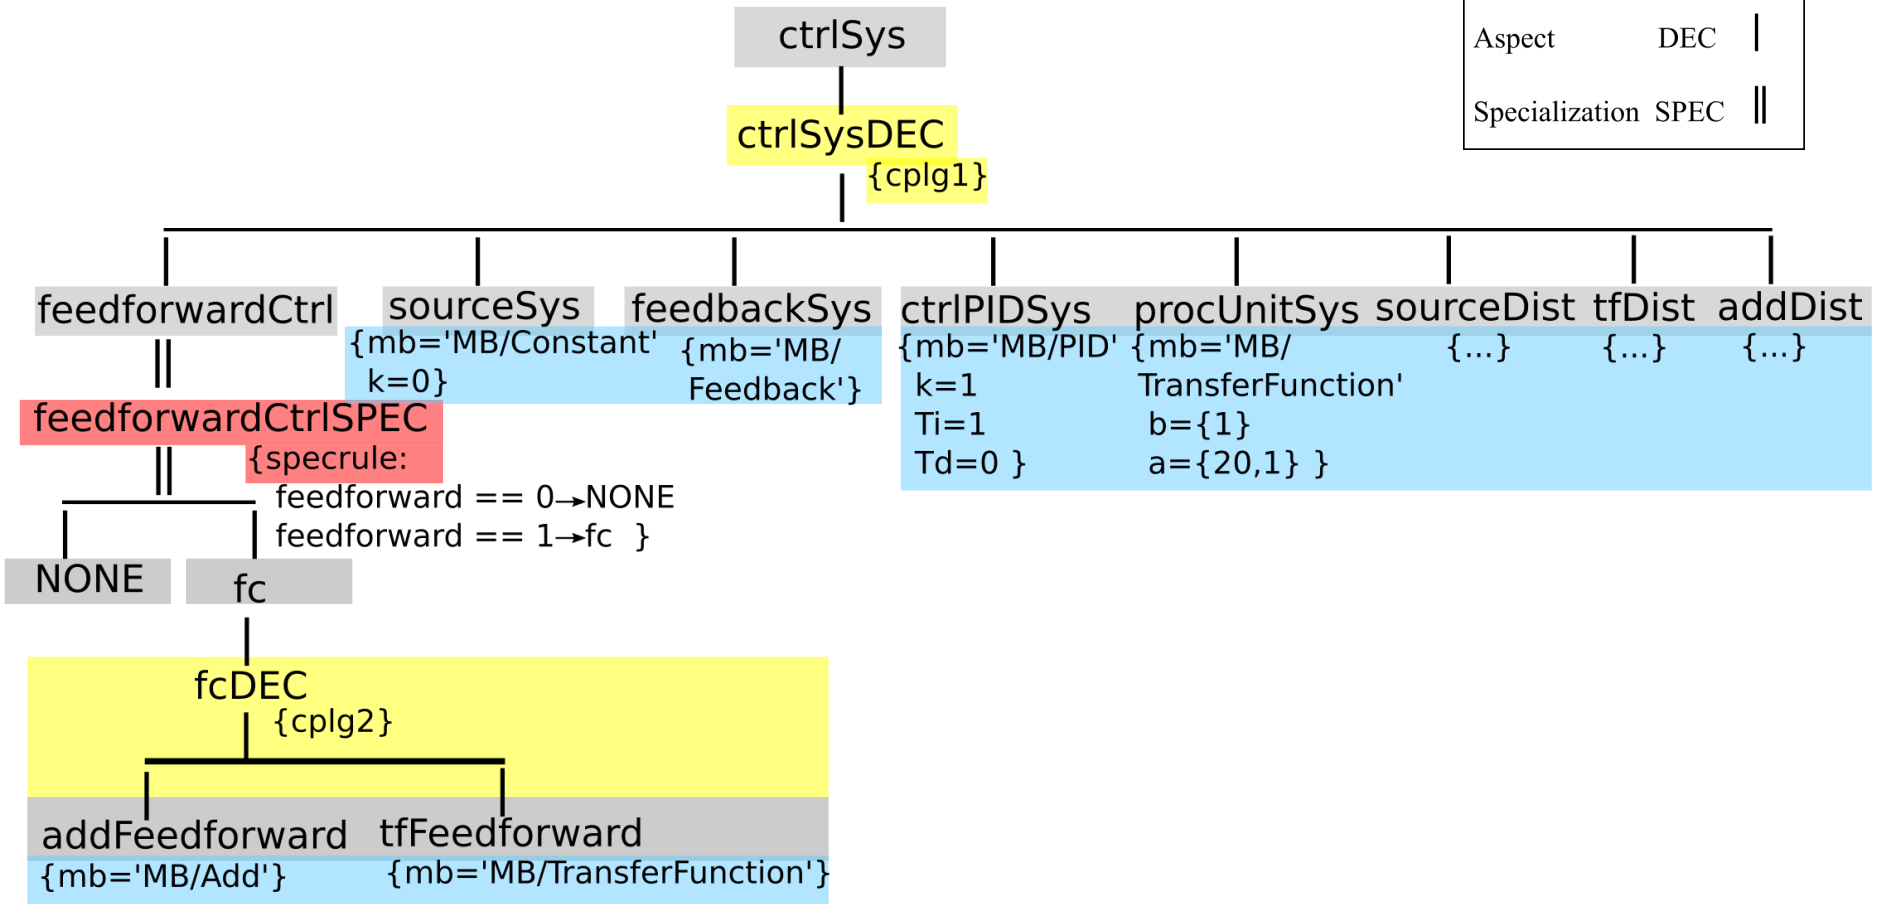 ctrlSys
Aspect DEC
Specialization SPEC
ctrlSysDEC
{cplg1}
feedforwardCtrl sourceSys feedbackSys ctrlPIDSys procUnitSys sourceDist tfDist addDist
{mb='MB/Constant'
k=0}
{mb='MB/
Feedback'}
{mb='MB/PID'
k=1
Ti=1
Td=0 }
{mb='MB/
TransferFunction'
b={1}
a={20,1} }
{...} {...} {...}
feedforwardCtrlSPEC
{specrule:
feedforward == 0→NONE
feedforward == 1→fc }
NONE fc
fcDEC
{cplg2}
addFeedforward tfFeedforward
{mb='MB/Add'} {mb='MB/TransferFunction'}